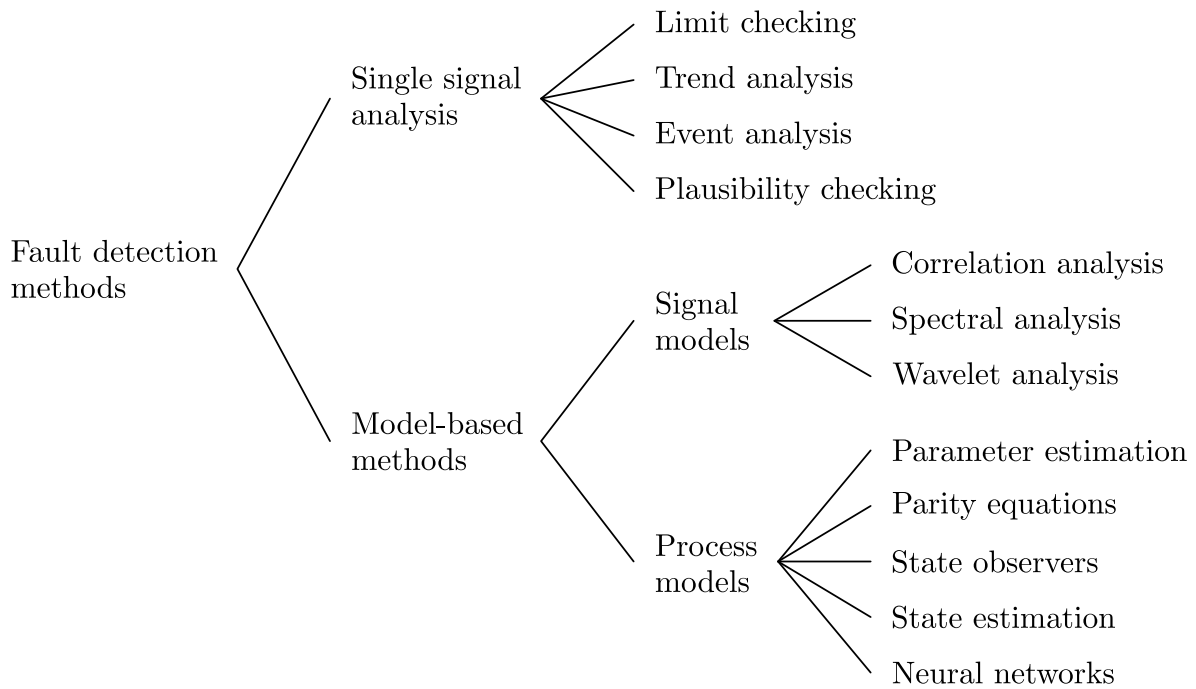 Fault detection
methods
Single signal
analysis
Limit checking
Trend analysis
Event analysis
Plausibility checking
Model-based
methods
Signal
models
Correlation analysis
Spectral analysis
Wavelet analysis
Process
models
Parameter estimation
Parity equations
State observers
State estimation
Neural networks